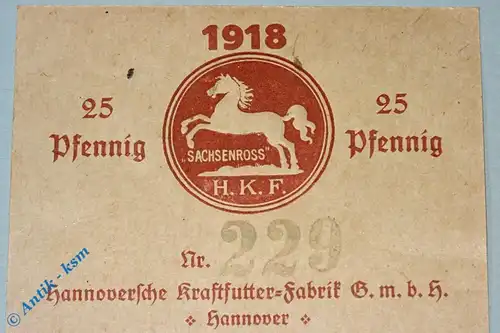 1918
25 Pfennig
25 Pfennig
„SACHSENROSS"
H. K. F.
Nr. 229
Hannoversche Kraftfutter=Fabrik G. m. b. H.
Hannover
© Antik - ksm